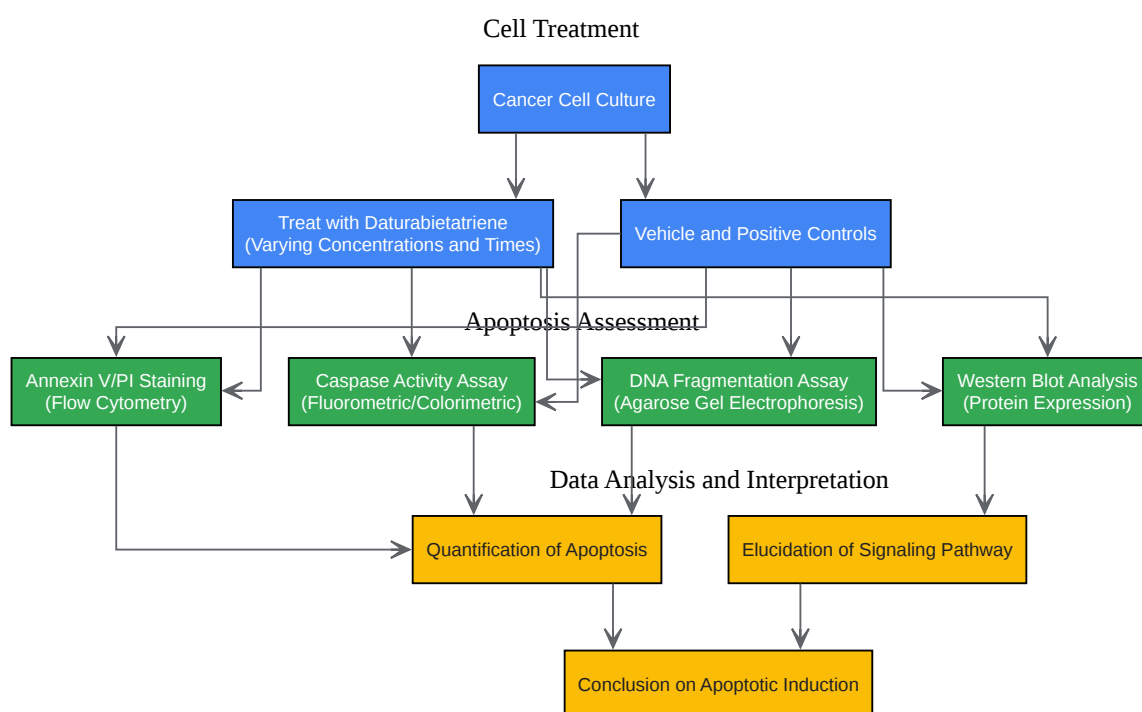 Cell Treatment
Cancer Cell Culture
Treat with Daturabietatriene
(Varying Concentrations and Times)
Vehicle and Positive Controls
Apoptosis Assessment
Annexin V/PI Staining
(Flow Cytometry)
Caspase Activity Assay
(Fluorometric/Colorimetric)
DNA Fragmentation Assay
(Agarose Gel Electrophoresis)
Western Blot Analysis
(Protein Expression)
Data Analysis and Interpretation
Quantification of Apoptosis
Elucidation of Signaling Pathway
Conclusion on Apoptotic Induction